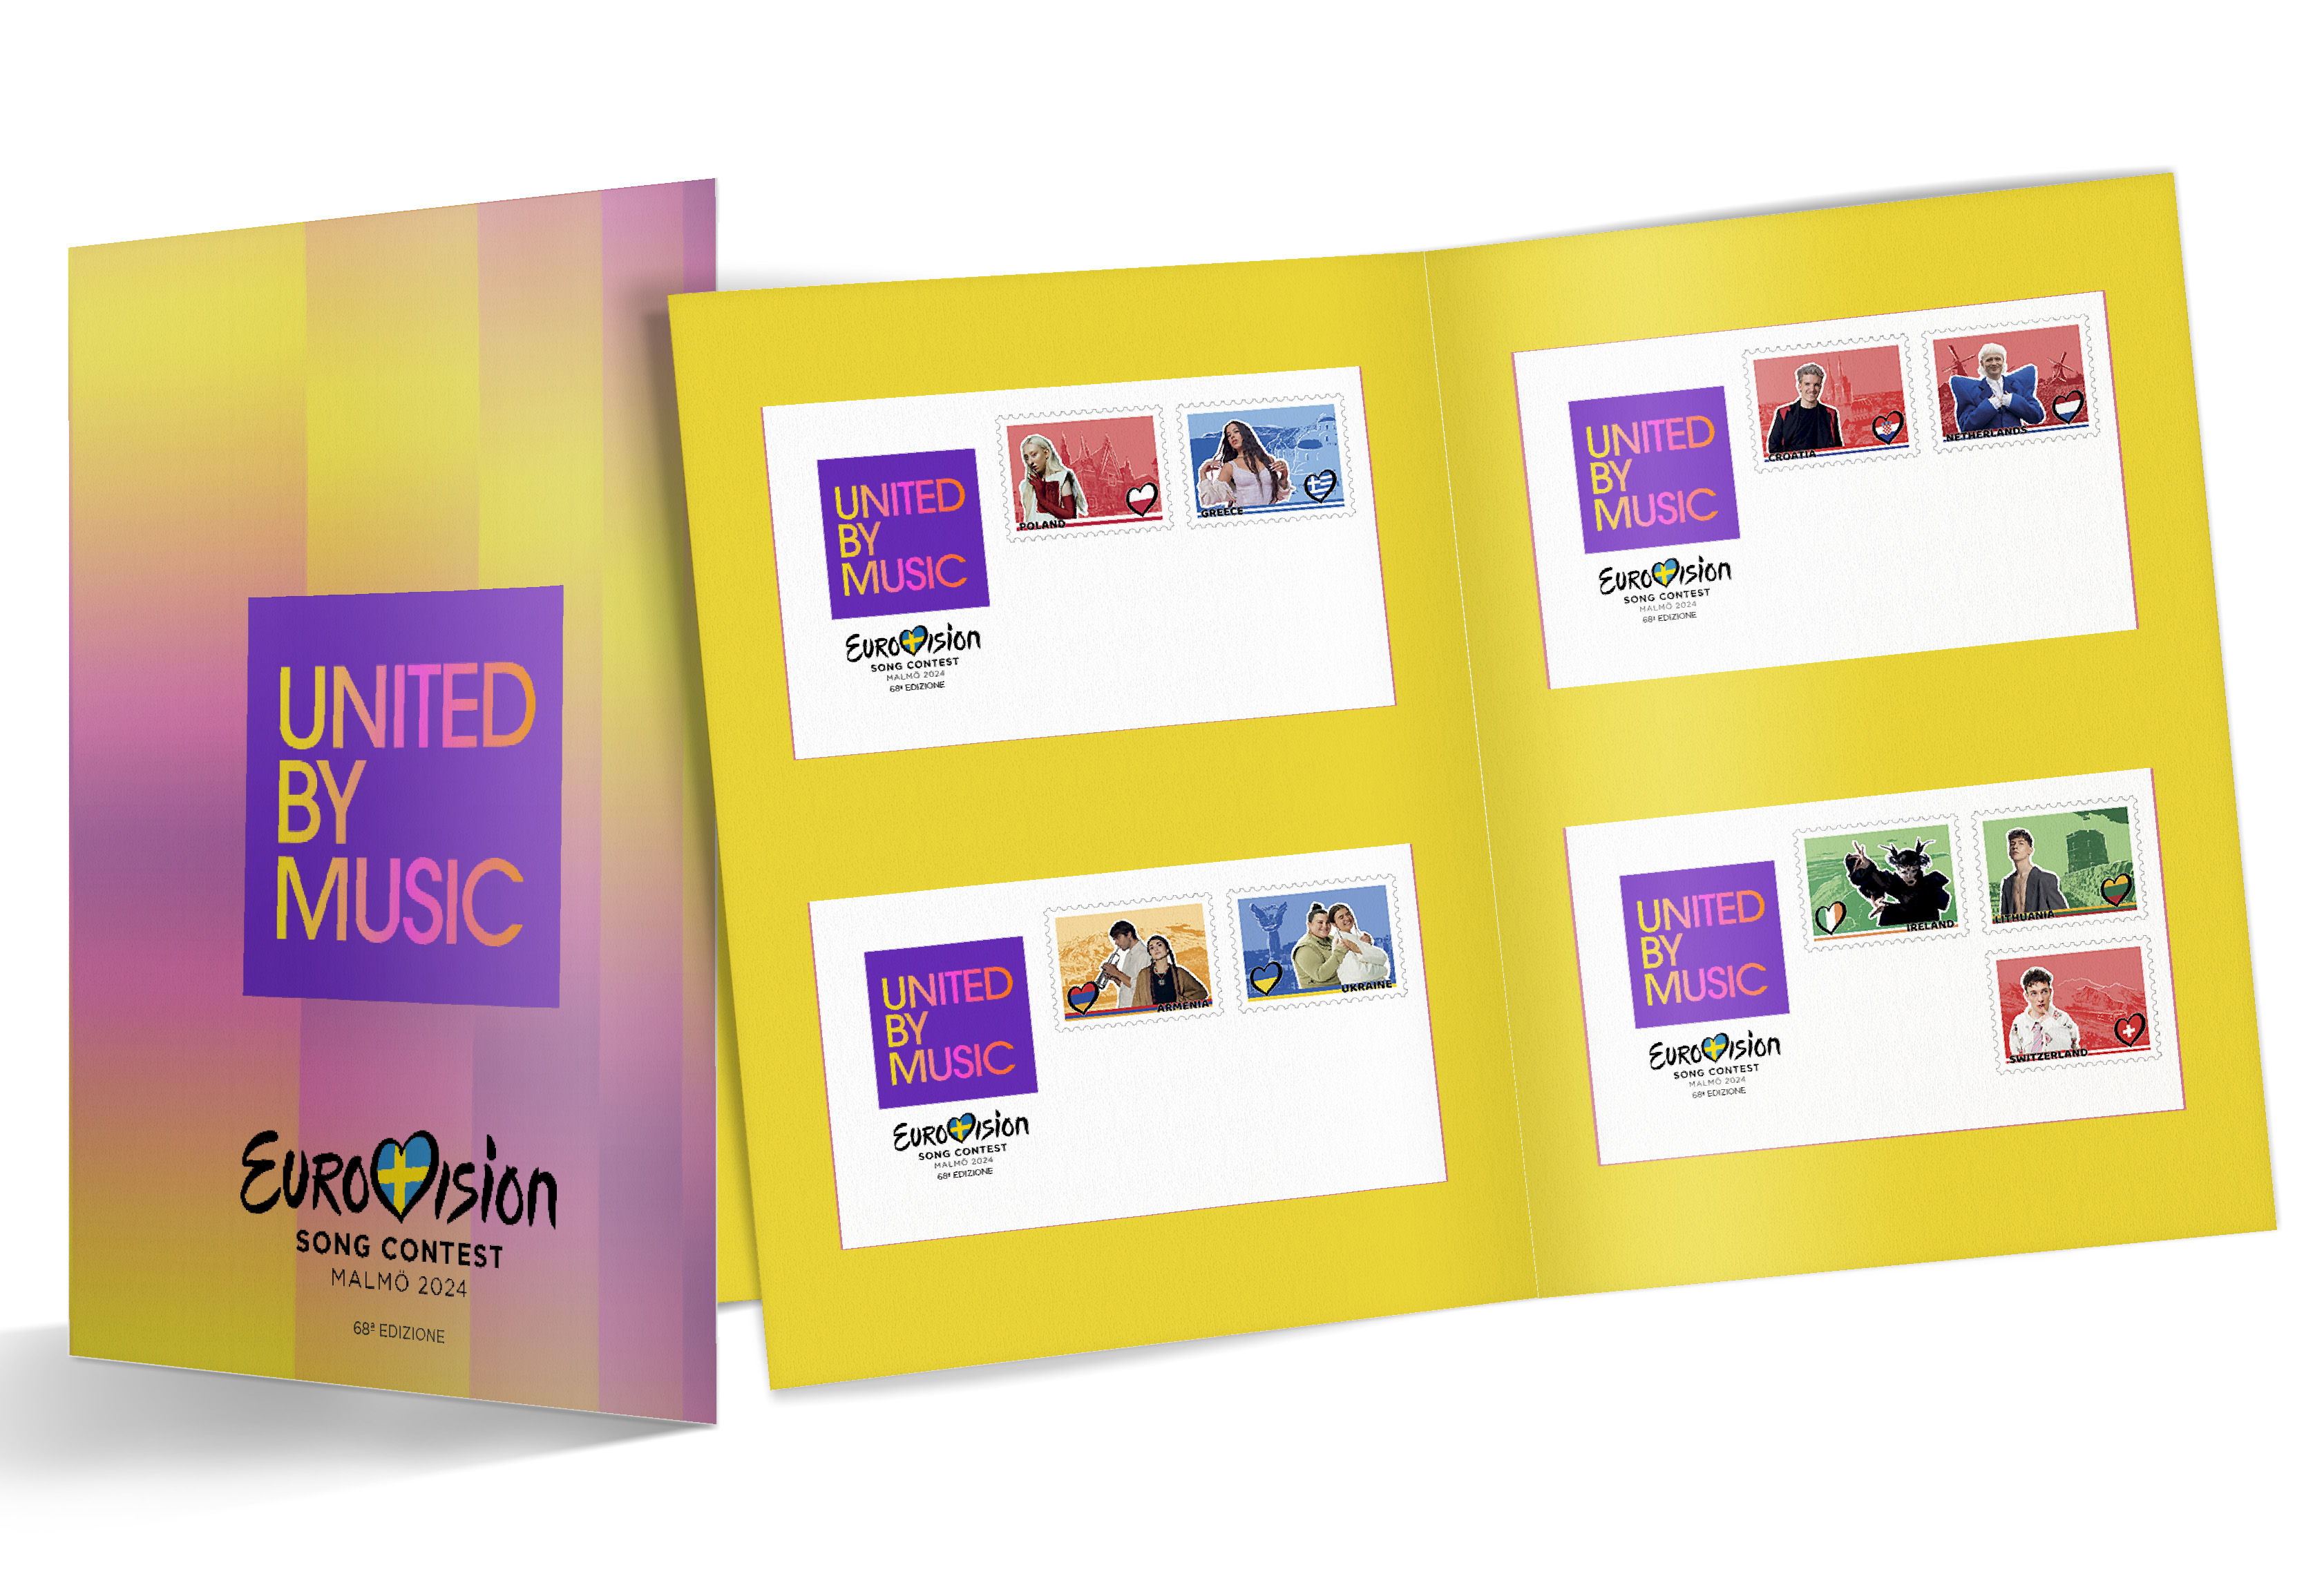 UNITED
BY
MUSIC
EUROVISION
SONG CONTEST
MALMÖ 2024
68ª EDIZIONE
UNITED
BY
MUSIC
EUROVISION
SONG CONTEST
MALMÖ 2024
68ª EDIZIONE
POLAND
GREECE
UNITED
BY
MUSIC
EUROVISION
SONG CONTEST
MALMÖ 2024
68ª EDIZIONE
CROATIA
NETHERLANDS
UNITED
BY
MUSIC
EUROVISION
SONG CONTEST
MALMÖ 2024
68ª EDIZIONE
ARMENIA
UKRAINE
UNITED
BY
MUSIC
EUROVISION
SONG CONTEST
MALMÖ 2024
68ª EDIZIONE
IRELAND
LITHUANIA
SWITZERLAND